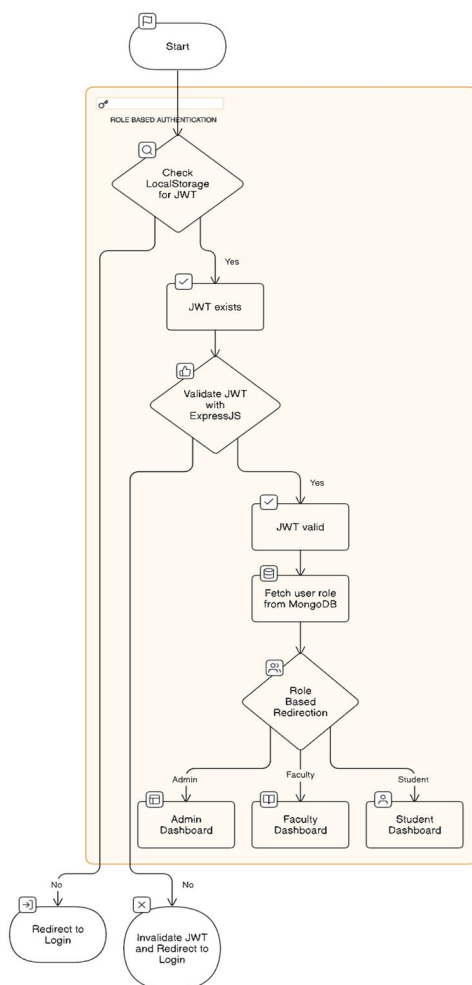 Start
ROLE BASED AUTHENTICATION
Check
LocalStorage
for JWT
Yes
JWT exists
Validate JWT
with
ExpressJS
Yes
JWT valid
Fetch user role
from MongoDB
Role
Based
Redirection
Admin
Faculty
Student
Admin
Dashboard
Faculty
Dashboard
Student
Dashboard
No
No
Redirect to
Login
Invalidate JWT
and Redirect to
Login